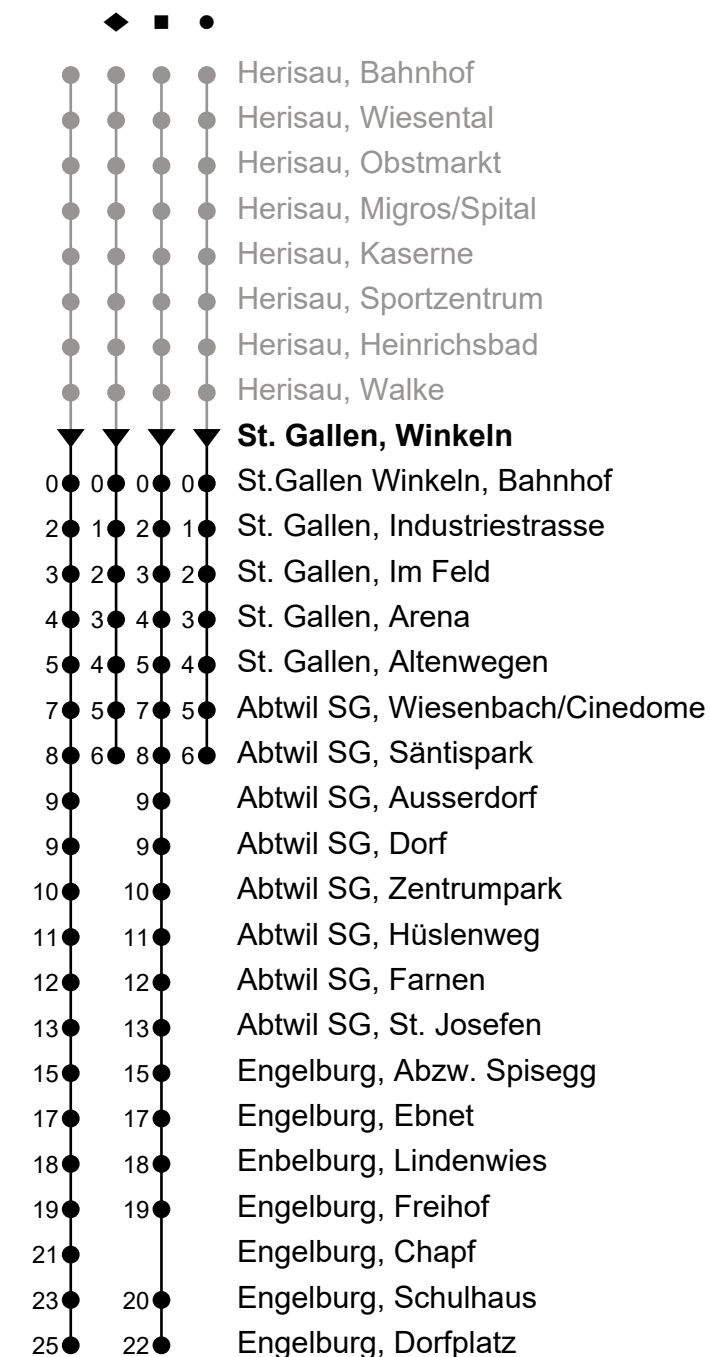 Herisau, Bahnhof
Herisau, Wiesental
Herisau, Obstmarkt
Herisau, Migros/Spital
Herisau, Kaserne
Herisau, Sportzentrum
Herisau, Heinrichsbad
Herisau, Walke
St. Gallen, Winkeln
0 0 0 0 St.Gallen Winkeln, Bahnhof
2 1 2 1 St. Gallen, Industriestrasse
3 2 3 2 St. Gallen, Im Feld
4 3 4 3 St. Gallen, Arena
5 4 5 4 St. Gallen, Altenwegen
7 5 7 5 Abtwil SG, Wiesenbach/Cinedome
8 6 8 6 Abtwil SG, Säntispark
9 9 Abtwil SG, Ausserdorf
9 9 Abtwil SG, Dorf
10 10 Abtwil SG, Zentrumpark
11 11 Abtwil SG, Hüslenweg
12 12 Abtwil SG, Farnen
13 13 Abtwil SG, St. Josefen
15 15 Engelburg, Abzw. Spisegg
17 17 Engelburg, Ebnet
18 18 Enbelburg, Lindenwies
19 19 Engelburg, Freihof
21 Engelburg, Chapf
23 20 Engelburg, Schulhaus
25 22 Engelburg, Dorfplatz